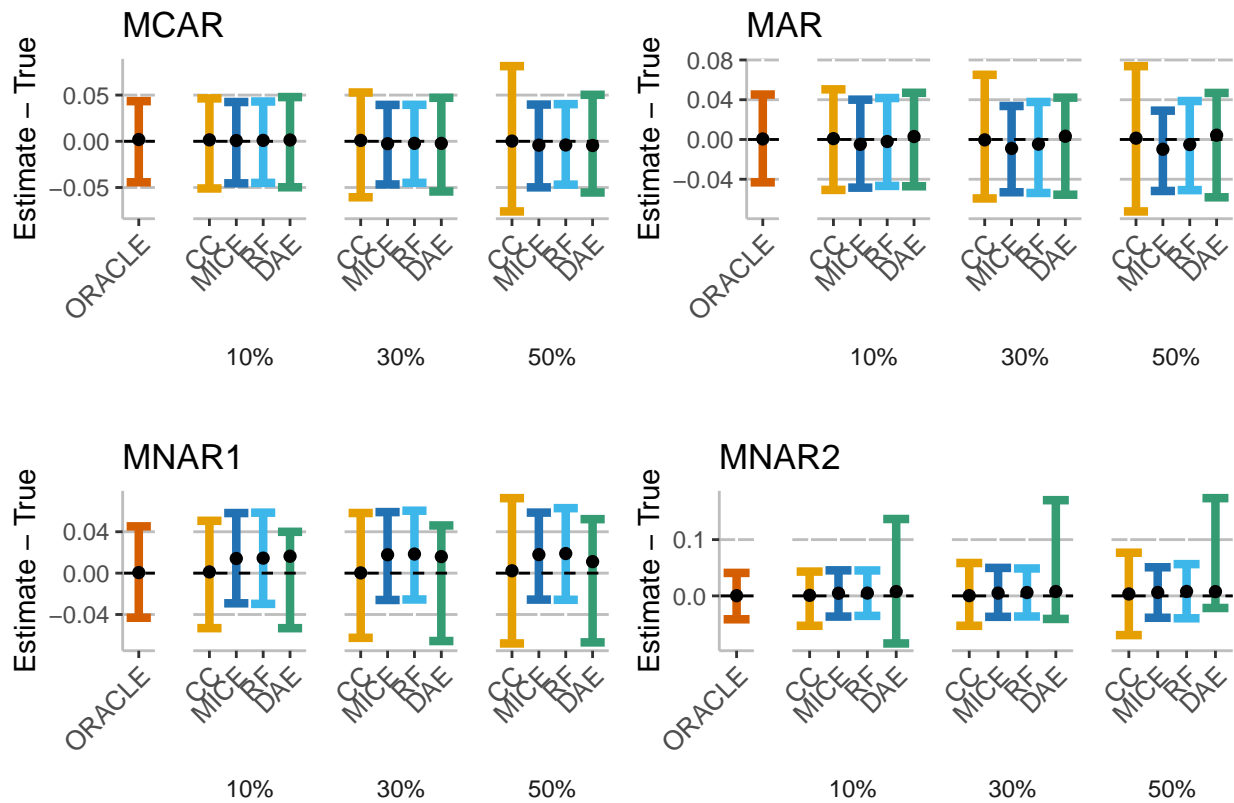 MCAR
Estimate – True
0.05
0.00
−0.05
ORACLE
CC
MICE
RF
DAE
CC
MICE
RF
DAE
CC
MICE
RF
DAE
10%
30%
50%
MAR
Estimate – True
0.08
0.04
0.00
−0.04
ORACLE
CC
MICE
RF
DAE
CC
MICE
RF
DAE
CC
MICE
RF
DAE
10%
30%
50%
MNAR1
Estimate – True
0.04
0.00
−0.04
ORACLE
CC
MICE
RF
DAE
CC
MICE
RF
DAE
CC
MICE
RF
DAE
10%
30%
50%
MNAR2
Estimate – True
0.1
0.0
ORACLE
CC
MICE
RF
DAE
CC
MICE
RF
DAE
CC
MICE
RF
DAE
10%
30%
50%